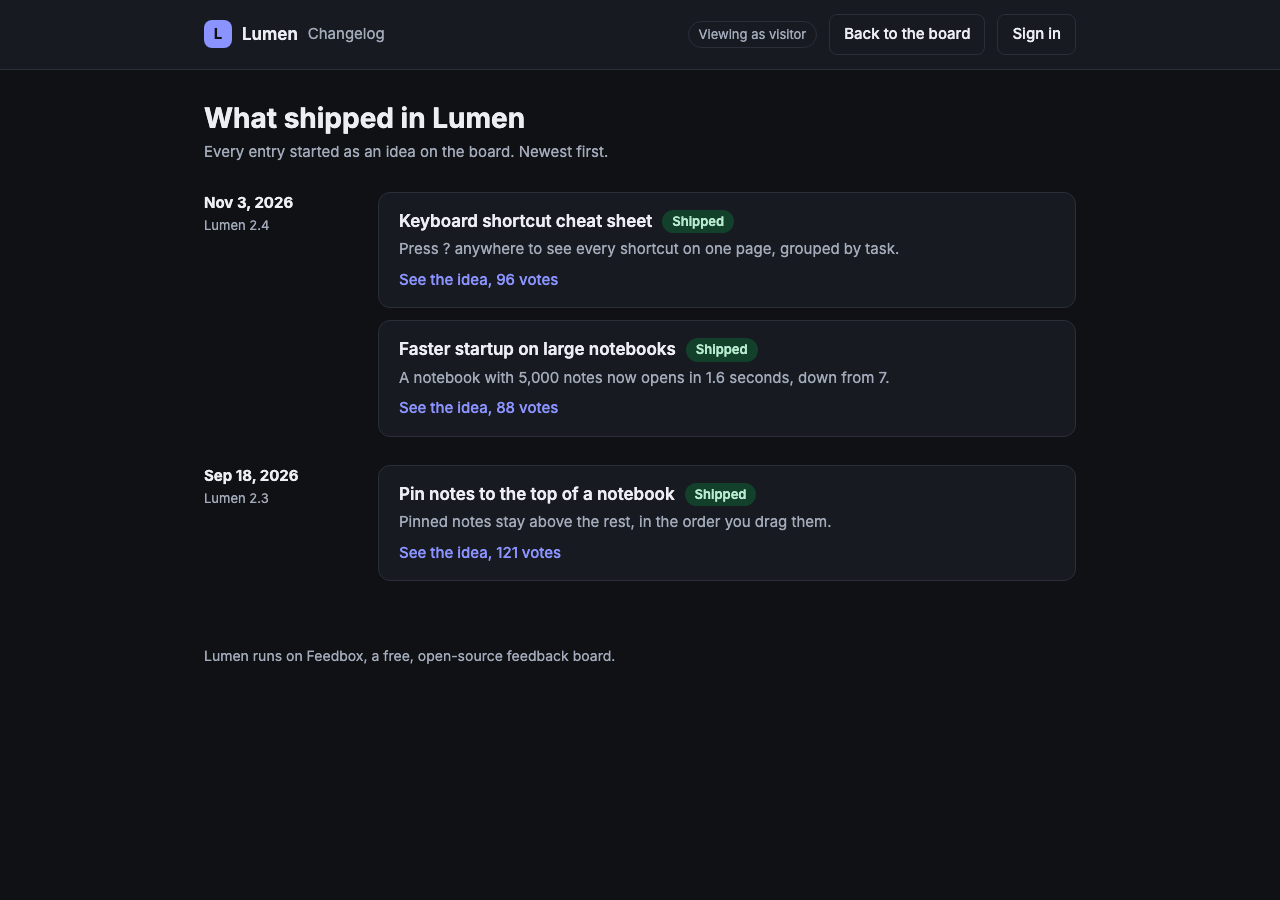 L Lumen Changelog Viewing as visitor Back to the board Sign in
What shipped in Lumen
Every entry started as an idea on the board. Newest first.
Nov 3, 2026
Lumen 2.4
Keyboard shortcut cheat sheet Shipped
Press ? anywhere to see every shortcut on one page, grouped by task.
See the idea, 96 votes
Faster startup on large notebooks Shipped
A notebook with 5,000 notes now opens in 1.6 seconds, down from 7.
See the idea, 88 votes
Sep 18, 2026
Lumen 2.3
Pin notes to the top of a notebook Shipped
Pinned notes stay above the rest, in the order you drag them.
See the idea, 121 votes
Lumen runs on Feedbox, a free, open-source feedback board.